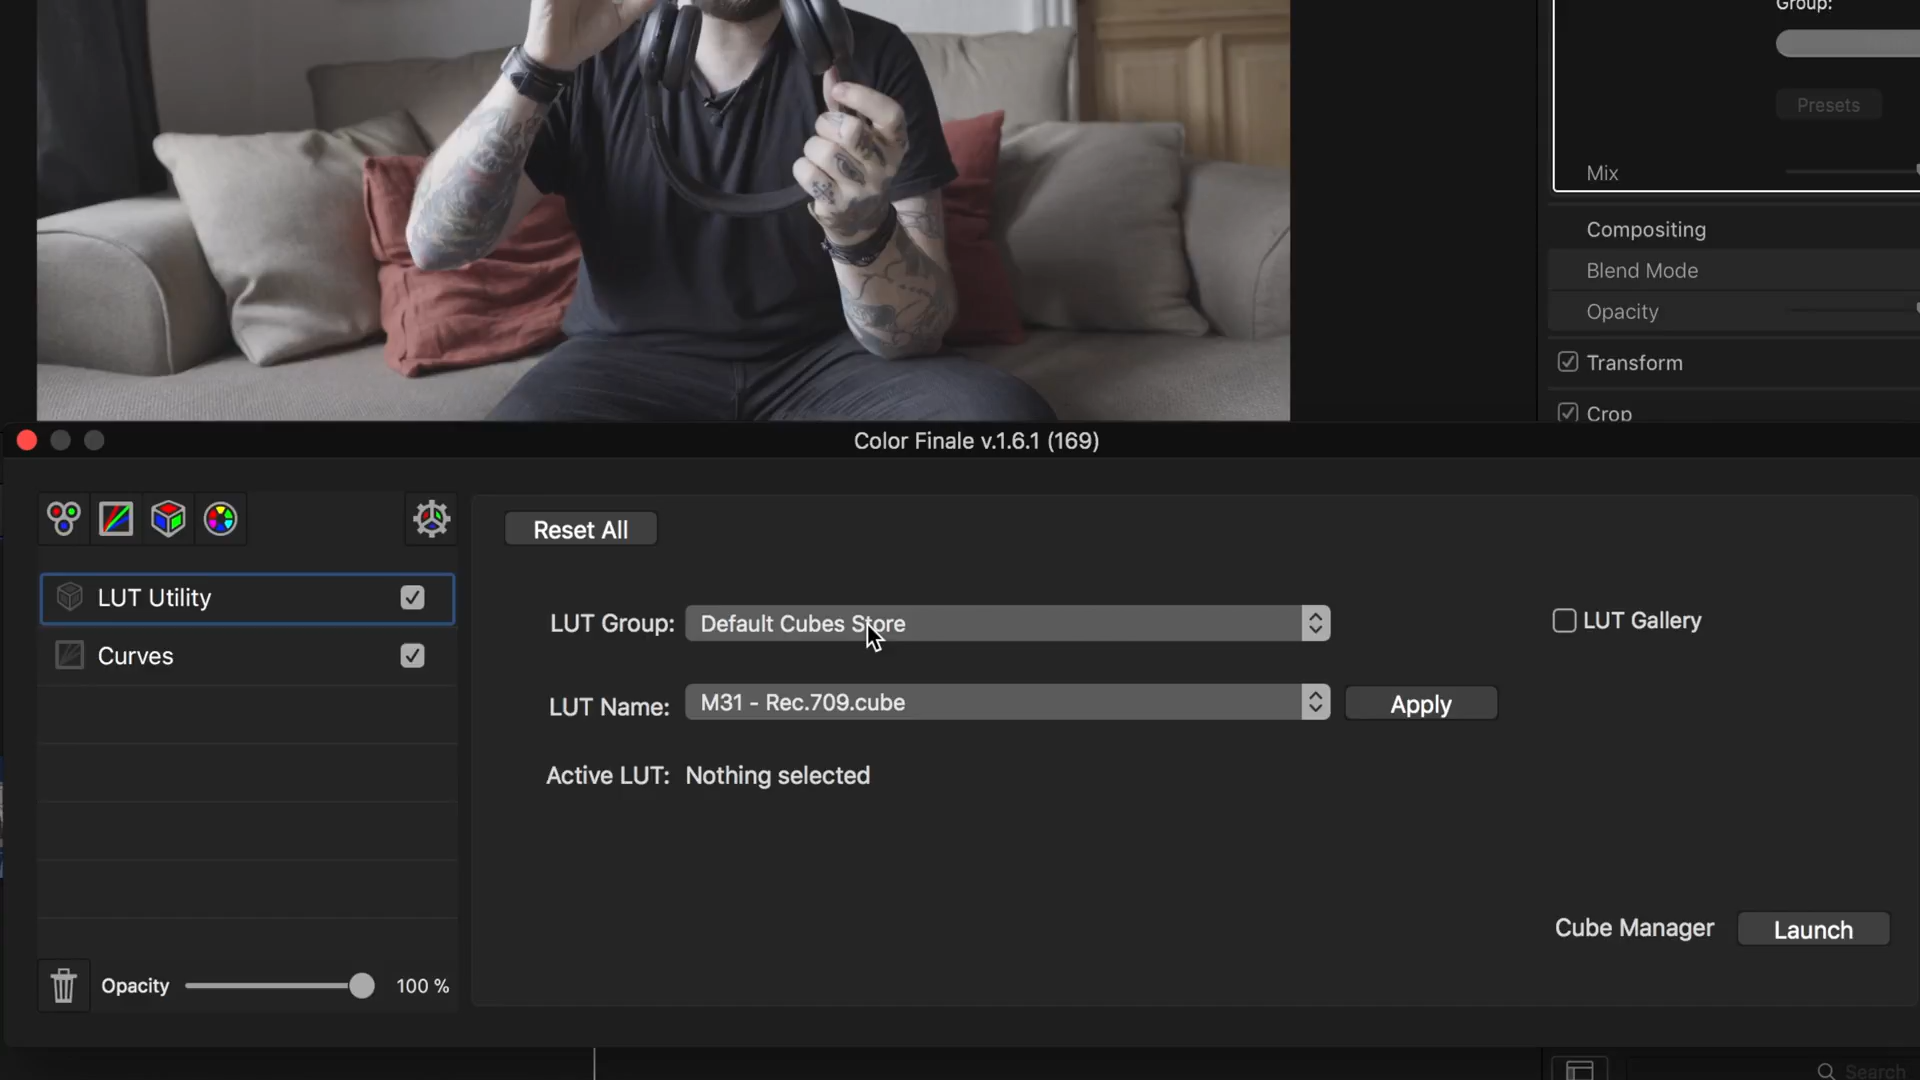 Group:
Presets
Mix
Compositing
Blend Mode
Opacity
Transform
Crop
Color Finale v.1.6.1 (169)
Reset All
LUT Utility
Curves
LUT Group: Default Cubes Store
LUT Gallery
LUT Name: M31 - Rec.709.cube
Apply
Active LUT: Nothing selected
Cube Manager
Launch
Opacity
100 %
Search